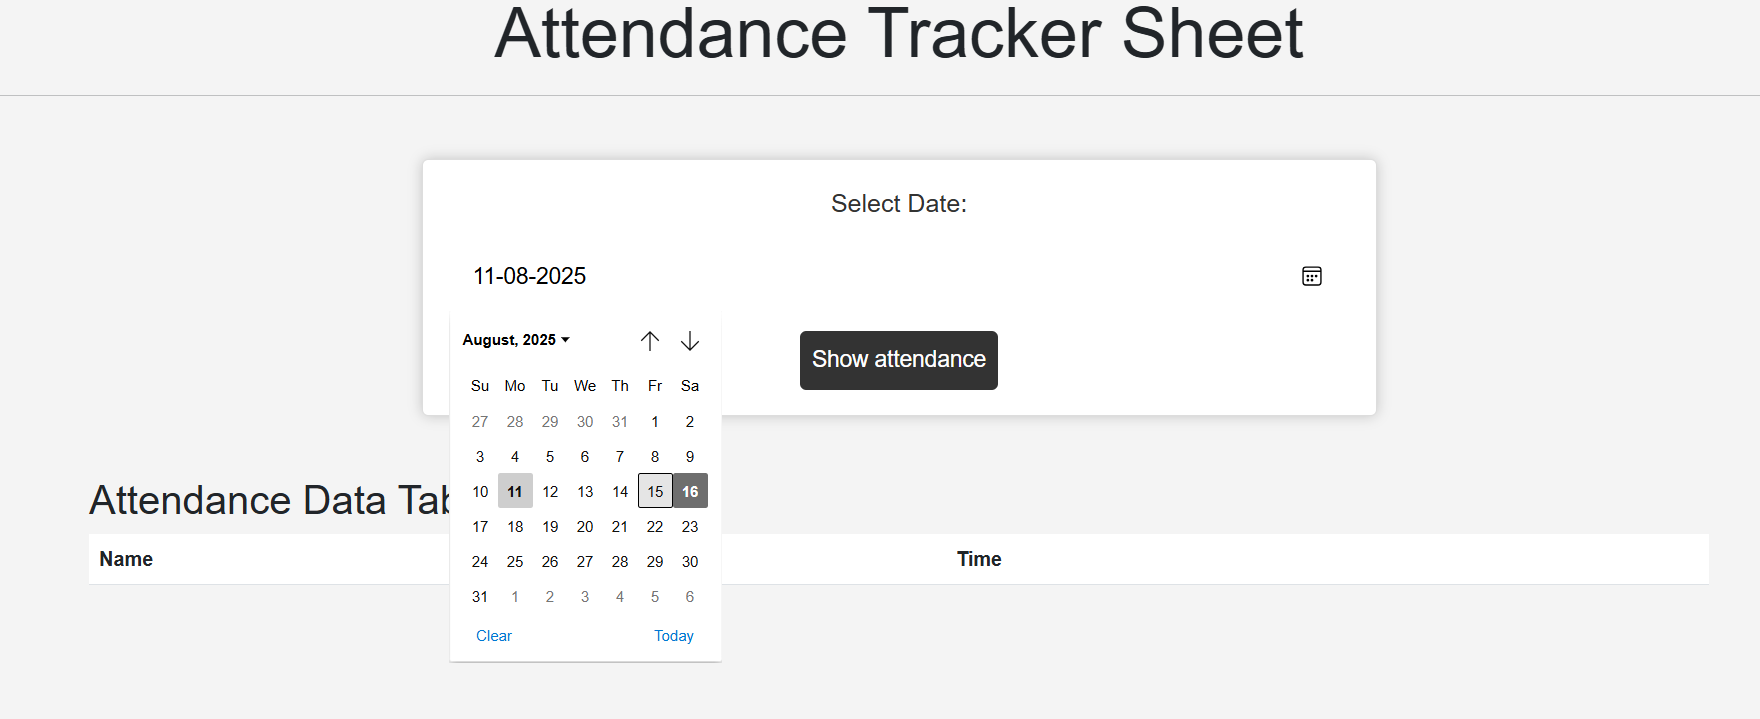 Attendance Tracker Sheet
Select Date:
11-08-2025
August, 2025
Show attendance
Su Mo Tu We Th Fr Sa
27 28 29 30 31 1 2
3 4 5 6 7 8 9
10 11 12 13 14 15 16
17 18 19 20 21 22 23
24 25 26 27 28 29 30
31 1 2 3 4 5 6
Clear Today
Attendance Data Tab
Name Time